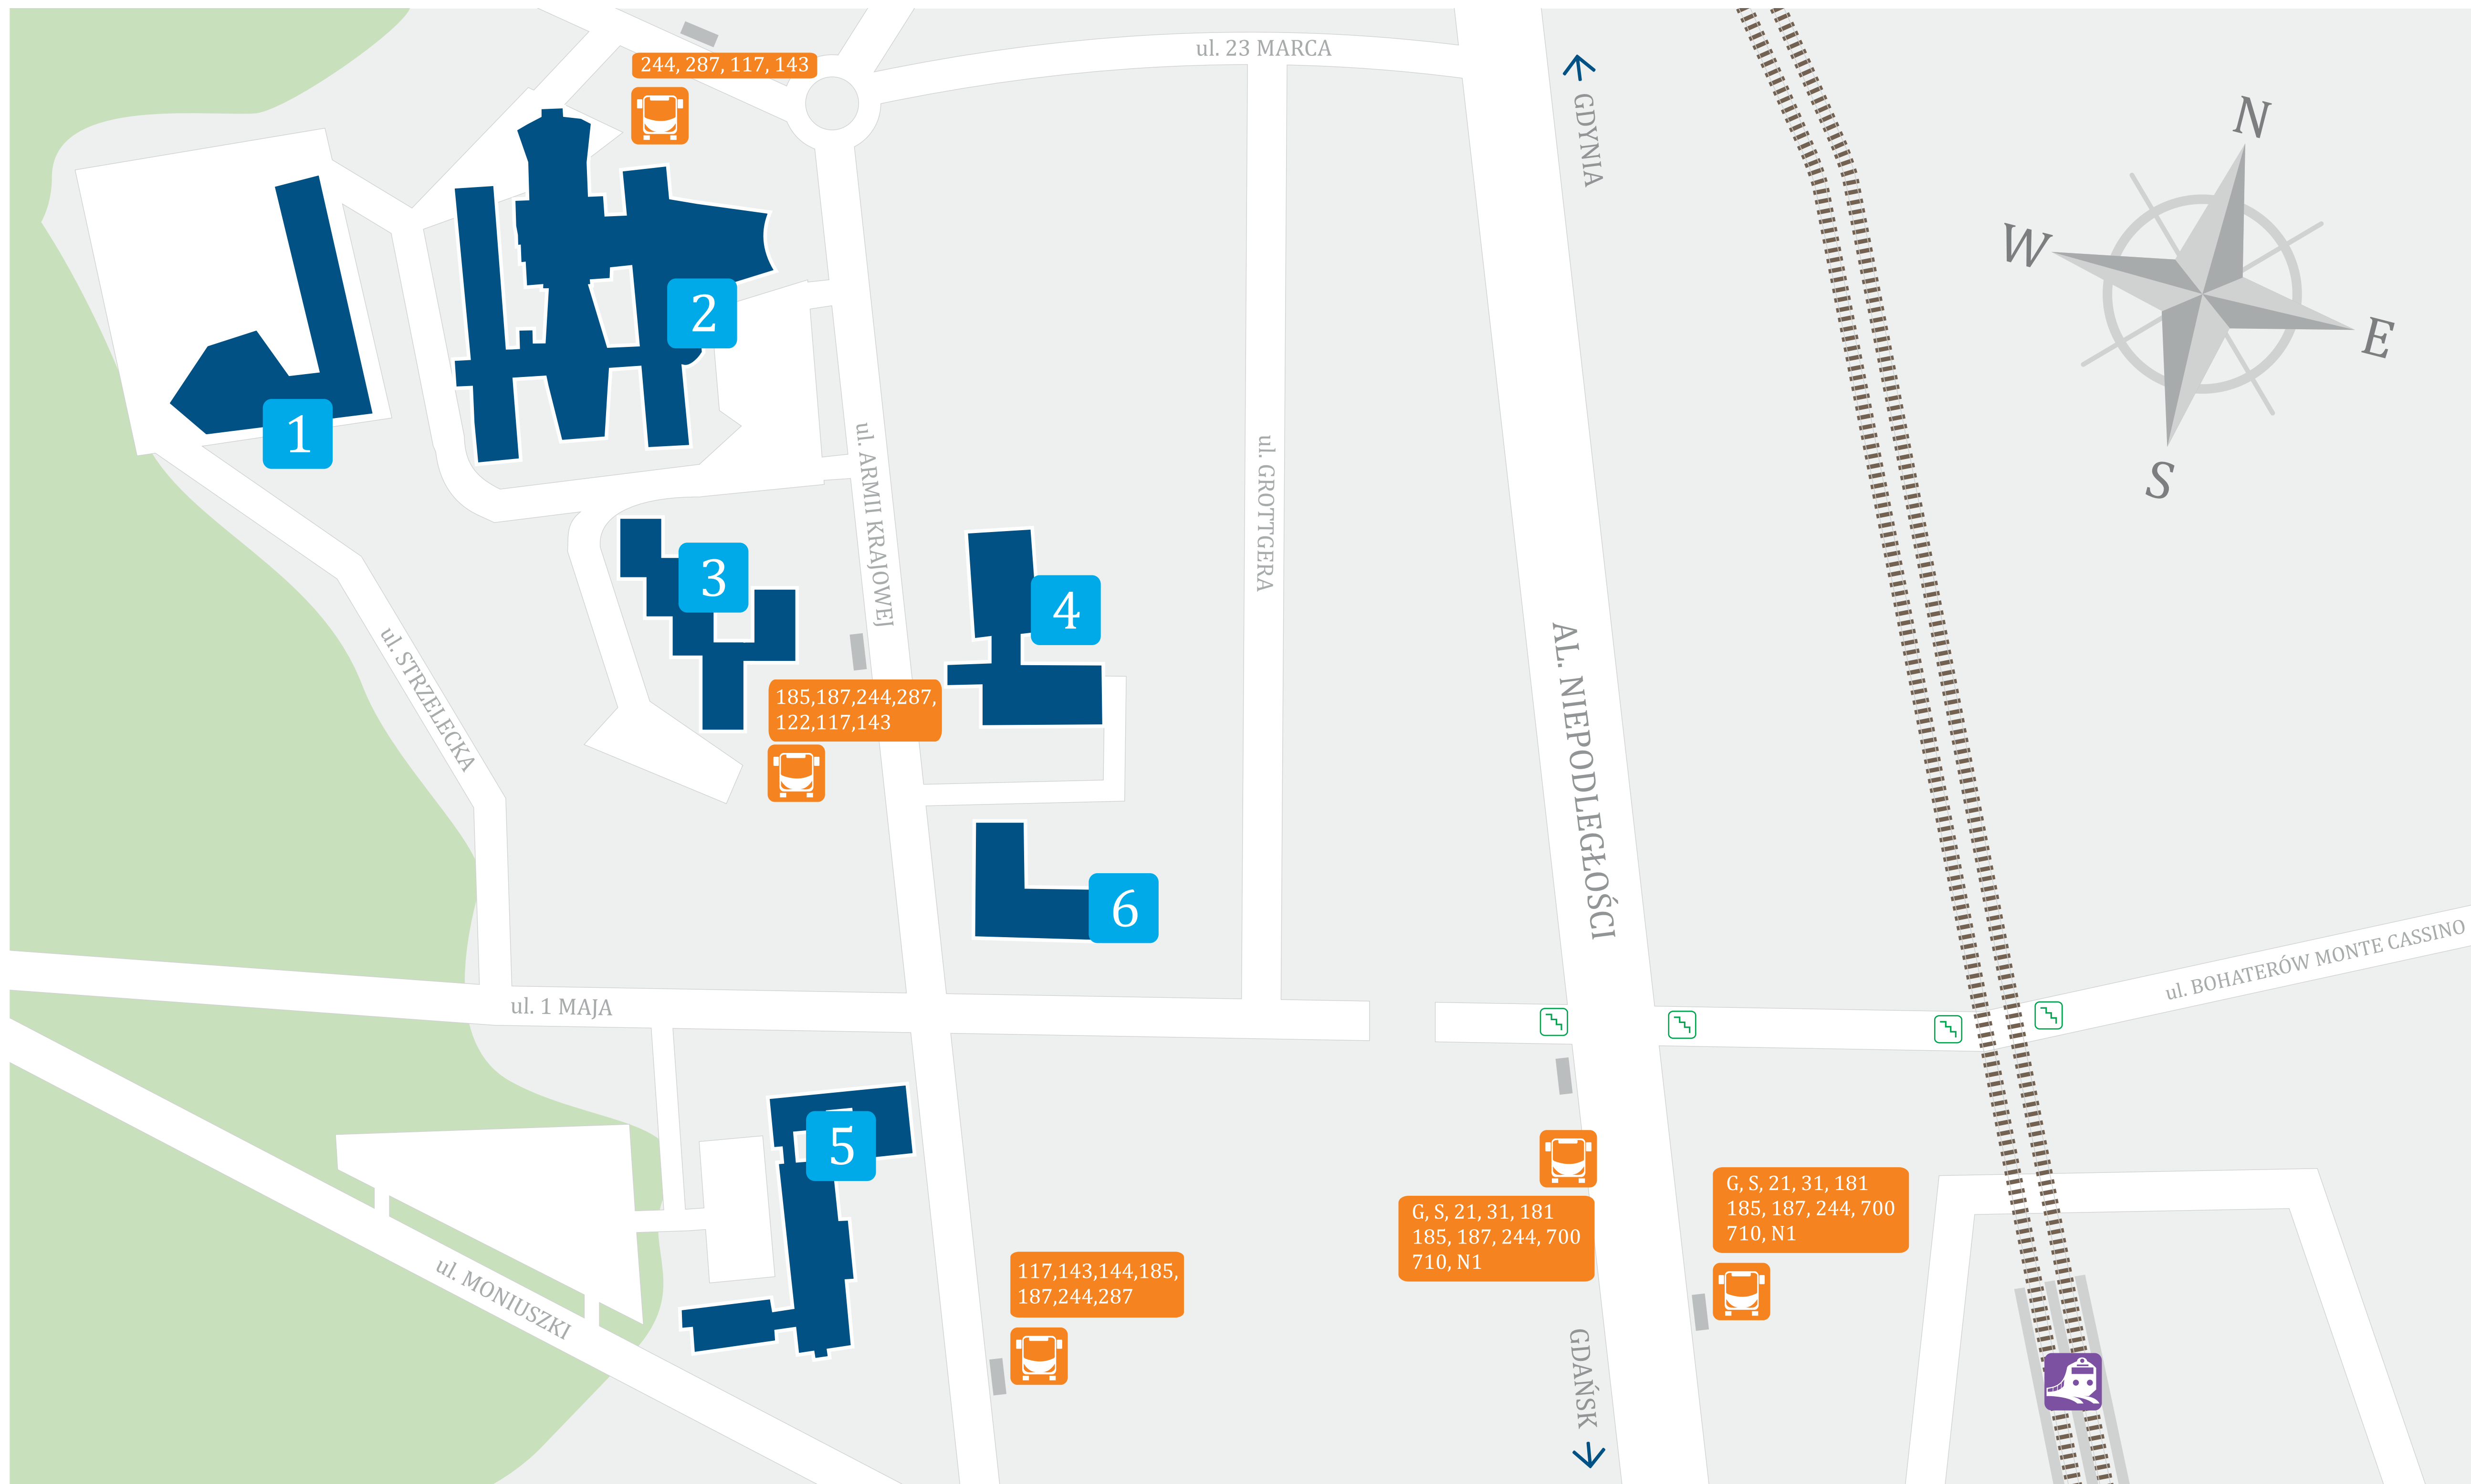 244, 287, 117, 143
ul. 23 MARCA
GDYNIA
N
W
E
S
1
2
ul. ARMII KRAJOWEJ
ul. GROTTGERA
3
4
ul. STRZELECKA
185,187,244,287,
122,117,143
AL. NIEPODLEGŁOŚCI
6
ul. 1 MAJA
ul. BOHATERÓW MONTE CASSINO
5
G, S, 21, 31, 181
185, 187, 244, 700
710, N1
G, S, 21, 31, 181
185, 187, 244, 700
710, N1
117,143,144,185,
187,244,287
ul. MONIUSZKI
GDAŃSK